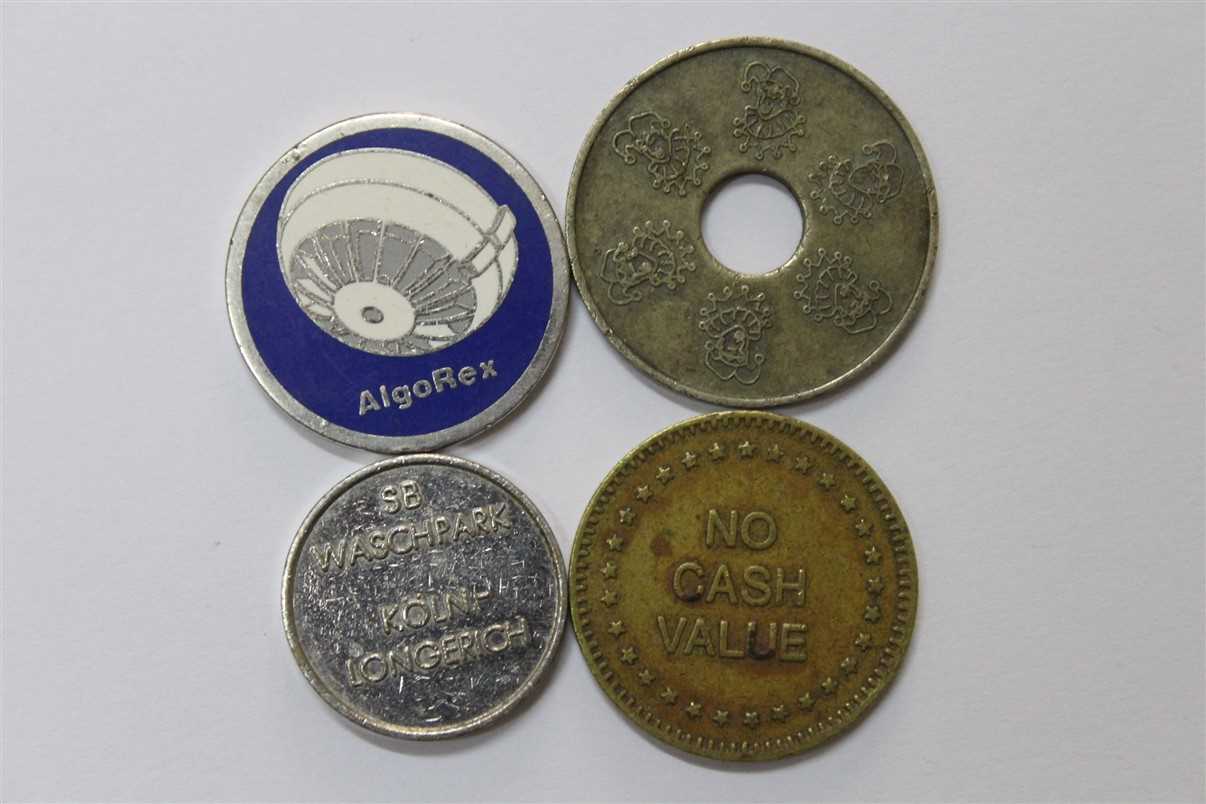 AlgoRex
SB
WASCHPARK
KÖLN-
LONGERICH
NO
CASH
VALUE